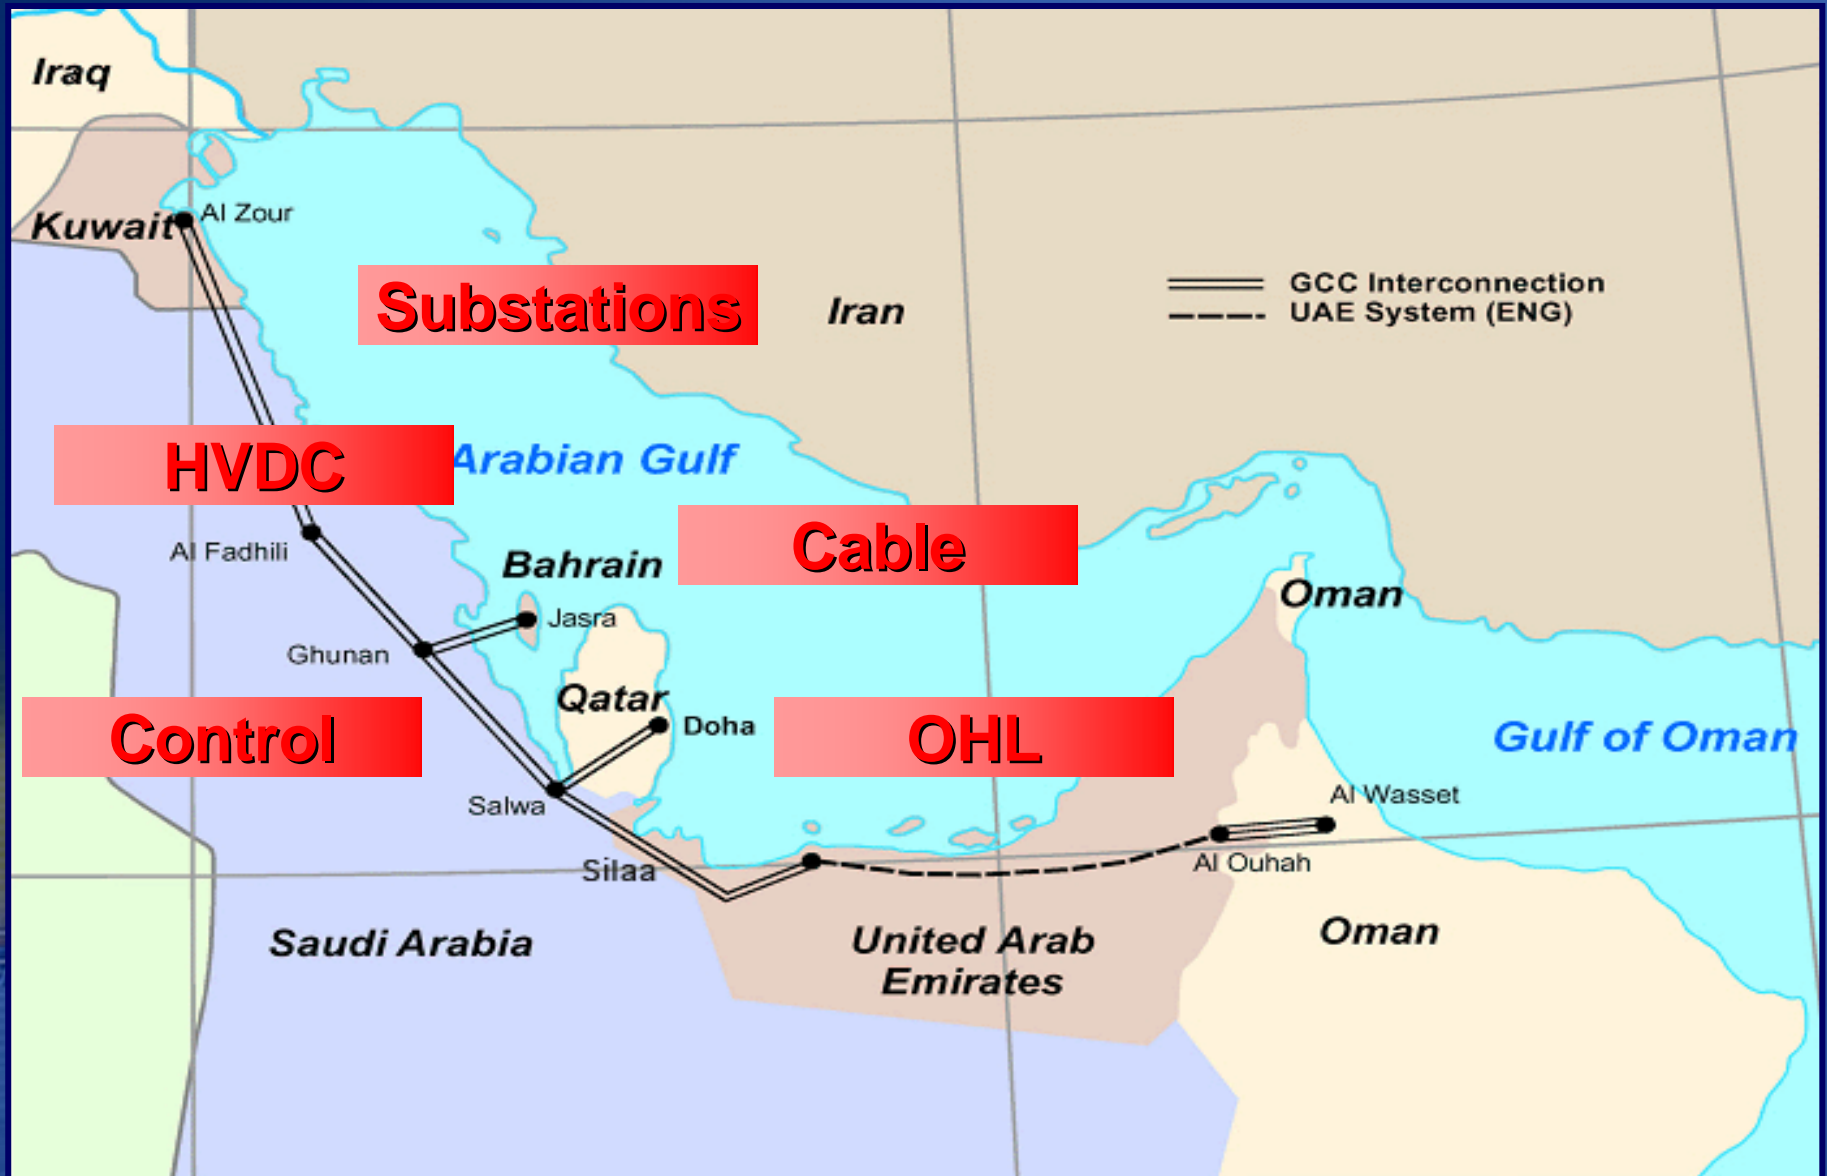 Iraq
Al Zour
Kuwait
Substations
Iran
GCC Interconnection
UAE System (ENG)
HVDC
Arabian Gulf
Cable
Al Fadhili
Bahrain
Oman
Jasra
Ghunan
Qatar
Doha
Control
OHL
Gulf of Oman
Salwa
Al Wasset
Silaa
Al Ouhah
Saudi Arabia
United Arab
Emirates
Oman